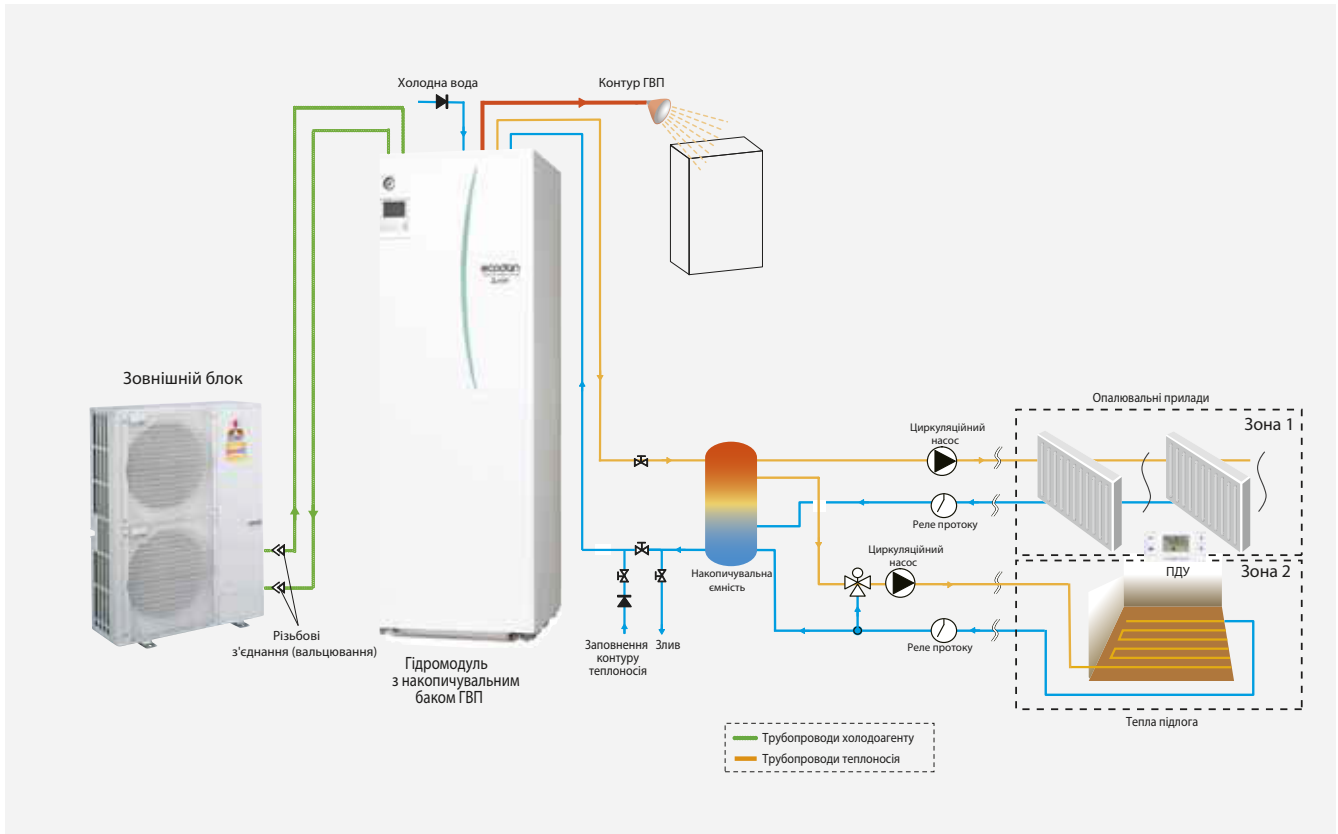 Холодна вода
Контур ГВП
ecodan
Зовнішній блок
Різьбові
з'єднання (вальцювання)
Гідромодуль
з накопичувальним
баком ГВП
Заповнення
контуру
теплоносія
Злив
Накопичувальна
ємність
Циркуляційний
насос
Реле протоку
Циркуляційний
насос
Реле протоку
Опалювальні прилади
Зона 1
ПДУ
Зона 2
Тепла підлога
Трубопроводи холодоагенту
Трубопроводи теплоносія